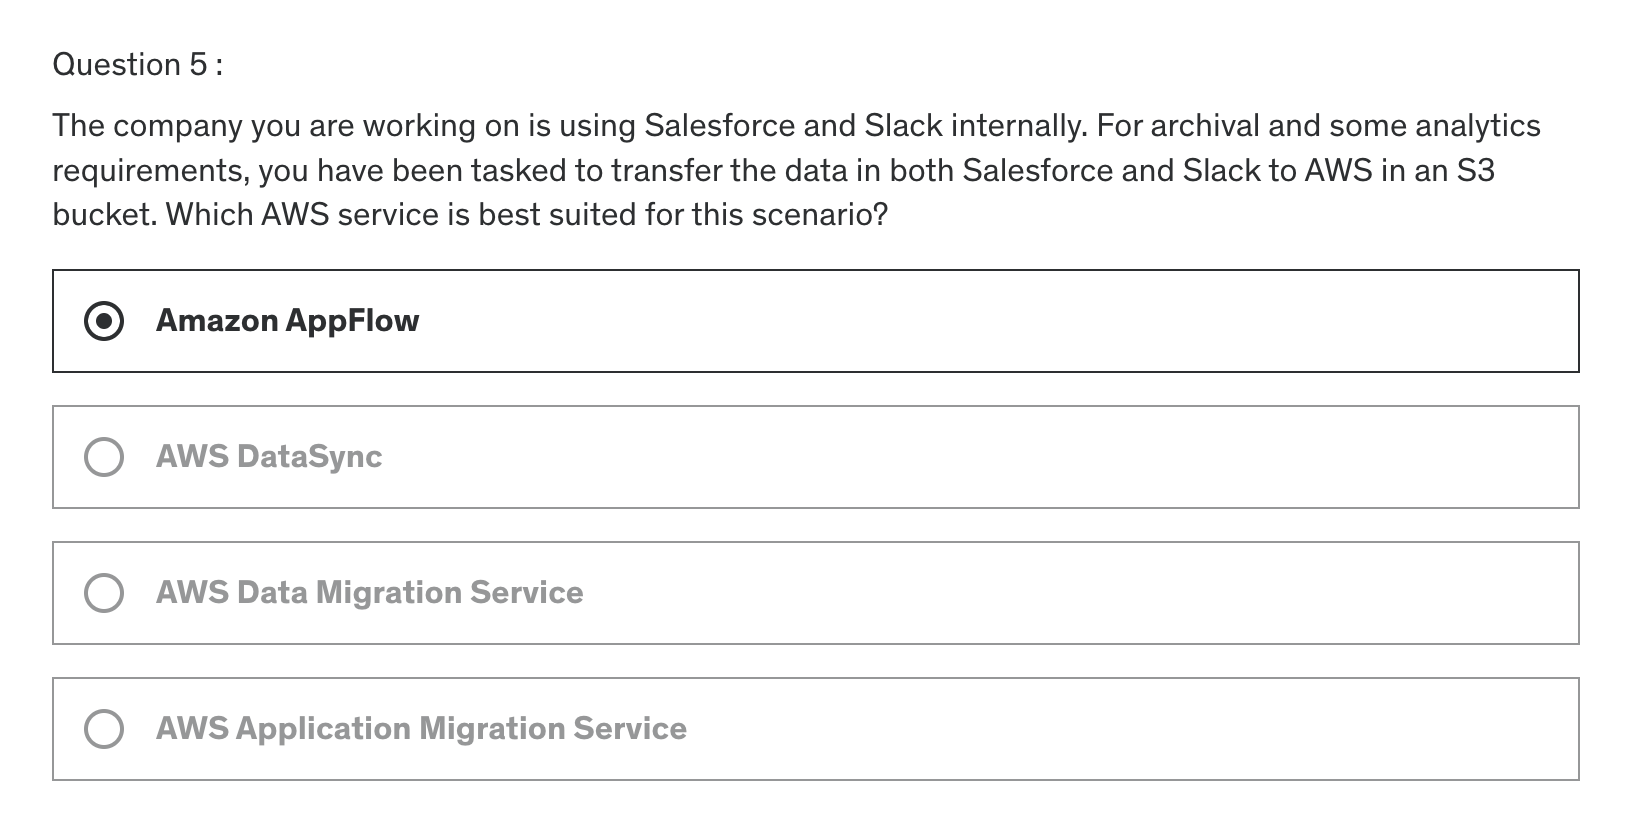 Question 5 :
The company you are working on is using Salesforce and Slack internally. For archival and some analytics
requirements, you have been tasked to transfer the data in both Salesforce and Slack to AWS in an S3
bucket. Which AWS service is best suited for this scenario?
Amazon AppFlow
AWS DataSync
AWS Data Migration Service
AWS Application Migration Service